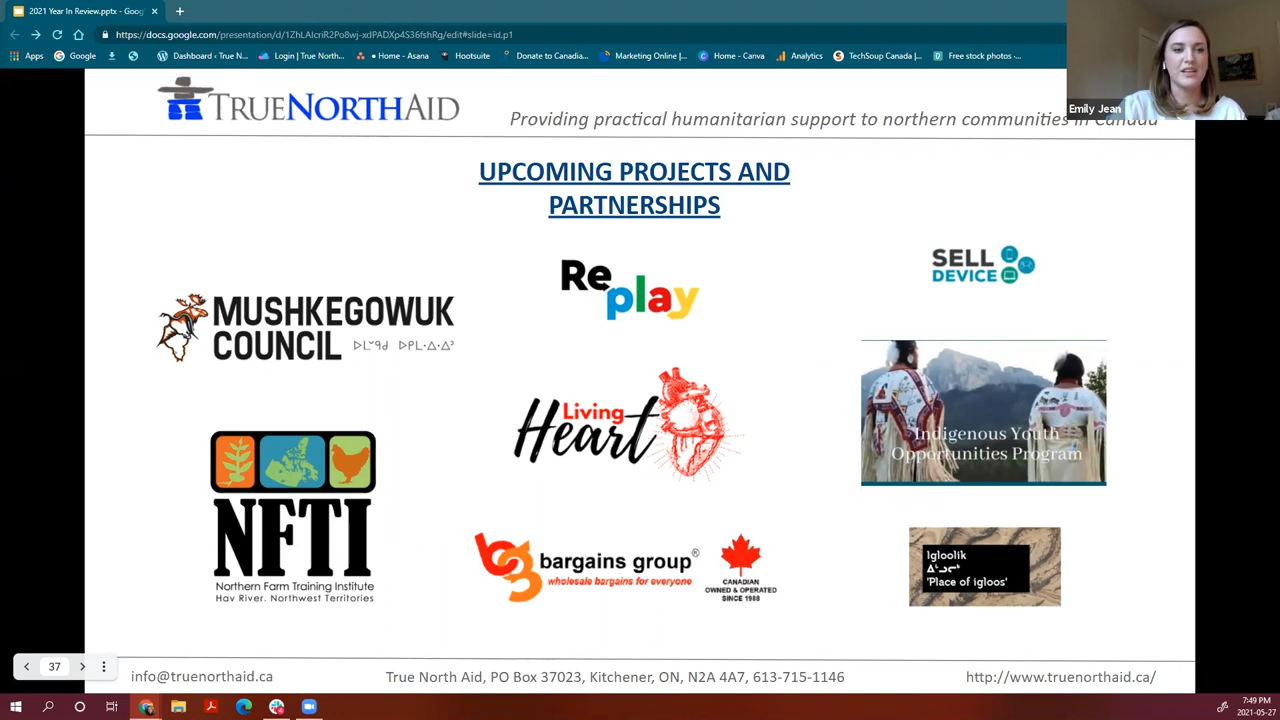 2021 Year In Review.pptx - Goog
https://docs.google.com/presentation/d/1ZhLAlcriR2Po8wj-xdPADXp4S36fshRg/edit#slide=id.p1
Apps Google Dashboard ‹ True N... Login | True North... • Home - Asana Hootsuite Donate to Canadia... Marketing Online |... Home - Canva Analytics TechSoup Canada |... Free stock photos -...
Emily Jean
TRUENORTHAID
Providing practical humanitarian support to northern communities in Canada
UPCOMING PROJECTS AND
PARTNERSHIPS
Re
play
SELL
DEVICE
MUSHKEGOWUK
COUNCIL
Living
Heart
Indigenous Youth
Opportunities Program
NFTI
Northern Farm Training Institute
Hay River, Northwest Territories
bg bargains group®
wholesale bargains for everyone
CANADIAN
OWNED & OPERATED
SINCE 1988
Igloolik
ᐃᒡᓗᓕᒃ
'Place of igloos'
37
info@truenorthaid.ca
True North Aid, PO Box 37023, Kitchener, ON, N2A 4A7, 613-715-1146
http://www.truenorthaid.ca/
7:49 PM
2021-05-27